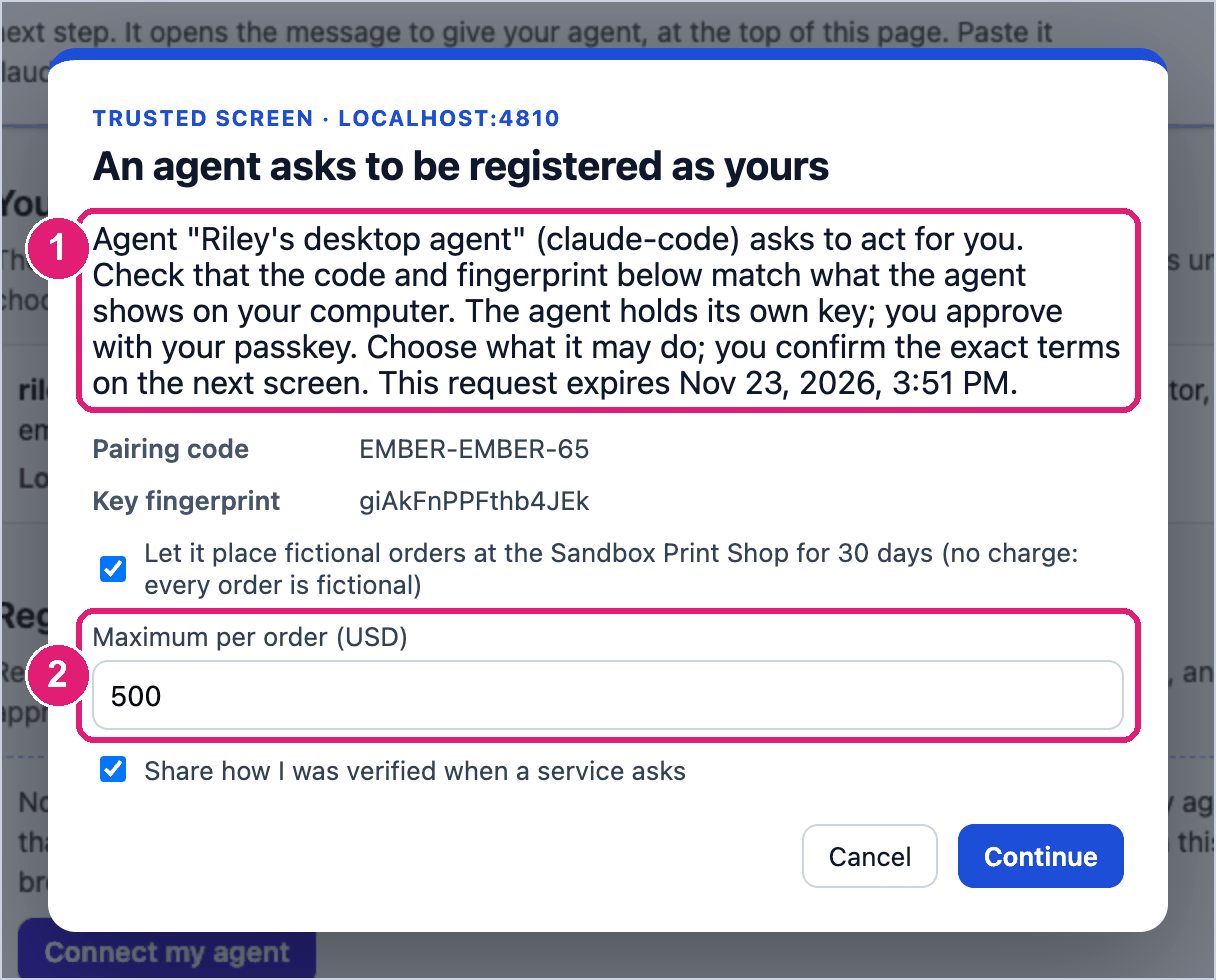 next step. It opens the message to give your agent, at the top of this page. Paste it
TRUSTED SCREEN · LOCALHOST:4810
An agent asks to be registered as yours
1
Agent "Riley's desktop agent" (claude-code) asks to act for you.
Check that the code and fingerprint below match what the agent
shows on your computer. The agent holds its own key; you approve
with your passkey. Choose what it may do; you confirm the exact terms
on the next screen. This request expires Nov 23, 2026, 3:51 PM.
Pairing code EMBER-EMBER-65
Key fingerprint giAkFnPPFthb4JEk
Let it place fictional orders at the Sandbox Print Shop for 30 days (no charge:
every order is fictional)
2
Maximum per order (USD)
500
Share how I was verified when a service asks
Cancel Continue
Connect my agent